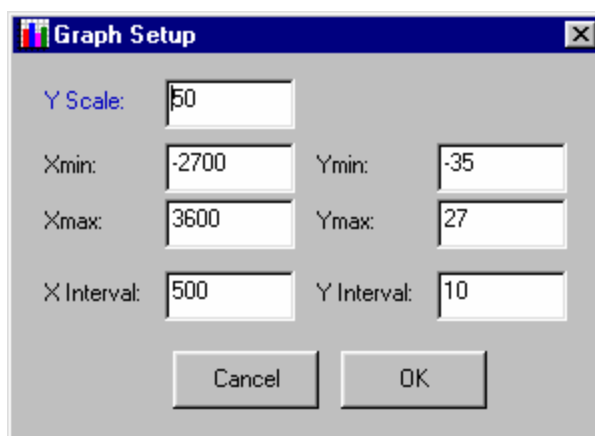 Graph Setup
Y Scale: 50
Xmin: -2700 Ymin: -35
Xmax: 3600 Ymax: 27
X Interval: 500 Y Interval: 10
Cancel OK